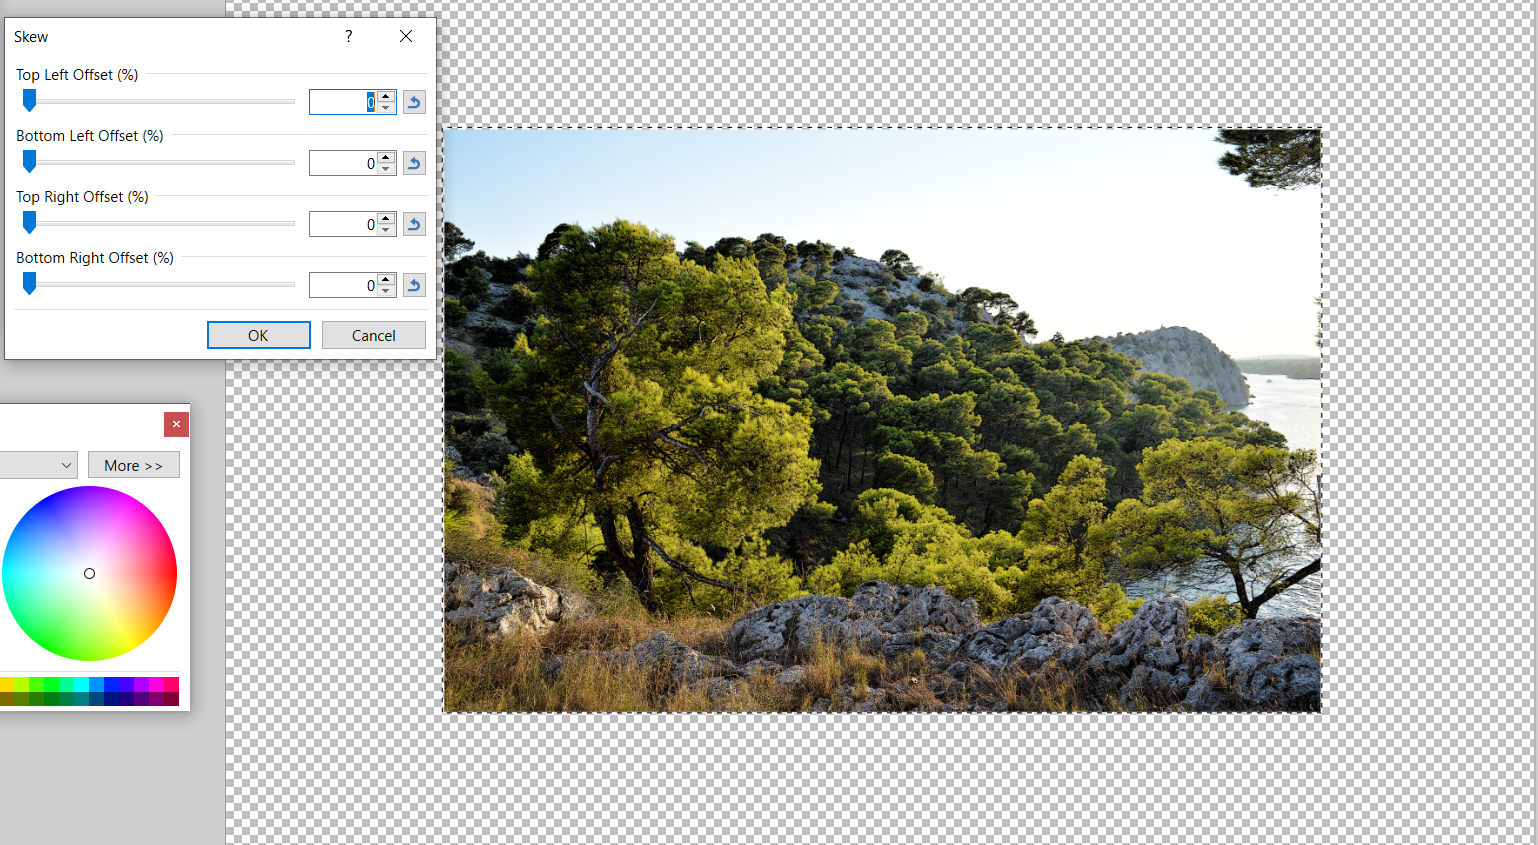 Skew
?
Top Left Offset (%)
0
Bottom Left Offset (%)
0
Top Right Offset (%)
0
Bottom Right Offset (%)
0
OK
Cancel
More >>